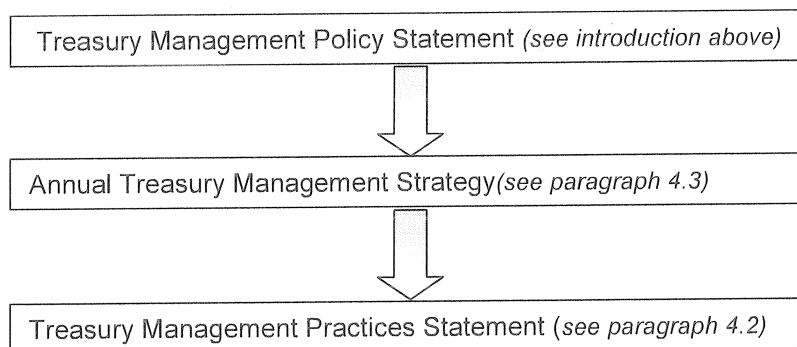 Treasury Management Policy Statement (see introduction above)
Annual Treasury Management Strategy(see paragraph 4.3)
Treasury Management Practices Statement (see paragraph 4.2)